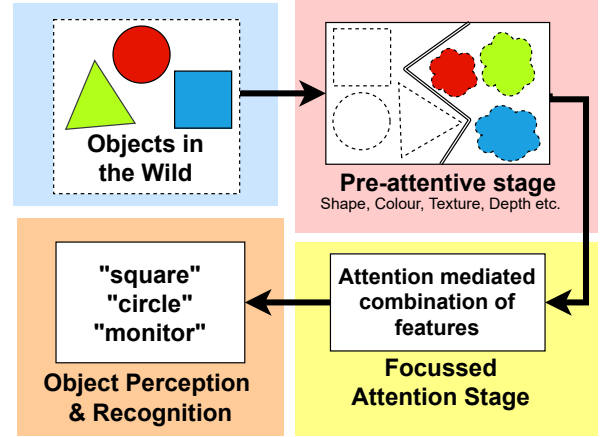 Objects in
the Wild
Pre-attentive stage
Shape, Colour, Texture, Depth etc.
Attention mediated
combination of
features
Focussed
Attention Stage
"square"
"circle"
"monitor"
Object Perception
& Recognition